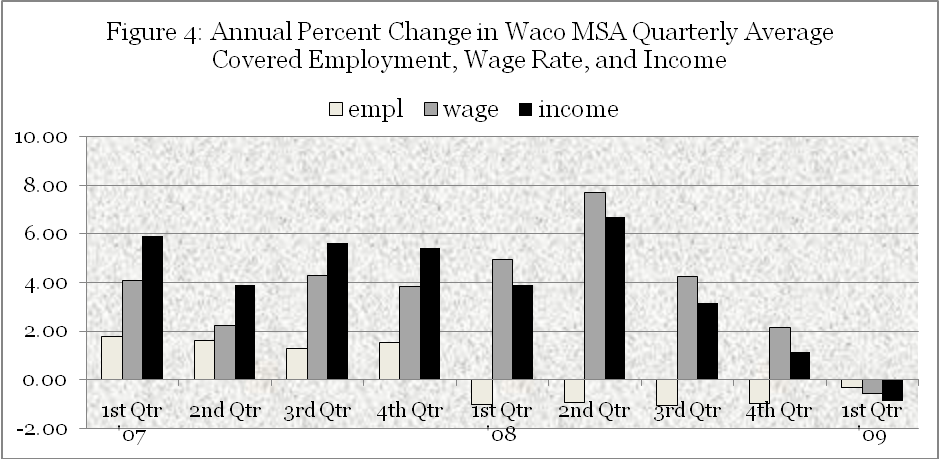 Figure 4: Annual Percent Change in Waco MSA Quarterly Average
Covered Employment, Wage Rate, and Income
empl wage income
10.00
8.00
6.00
4.00
2.00
0.00
-2.00
1st Qtr 2nd Qtr 3rd Qtr 4th Qtr 1st Qtr 2nd Qtr 3rd Qtr 4th Qtr 1st Qtr
'07 '08 '09